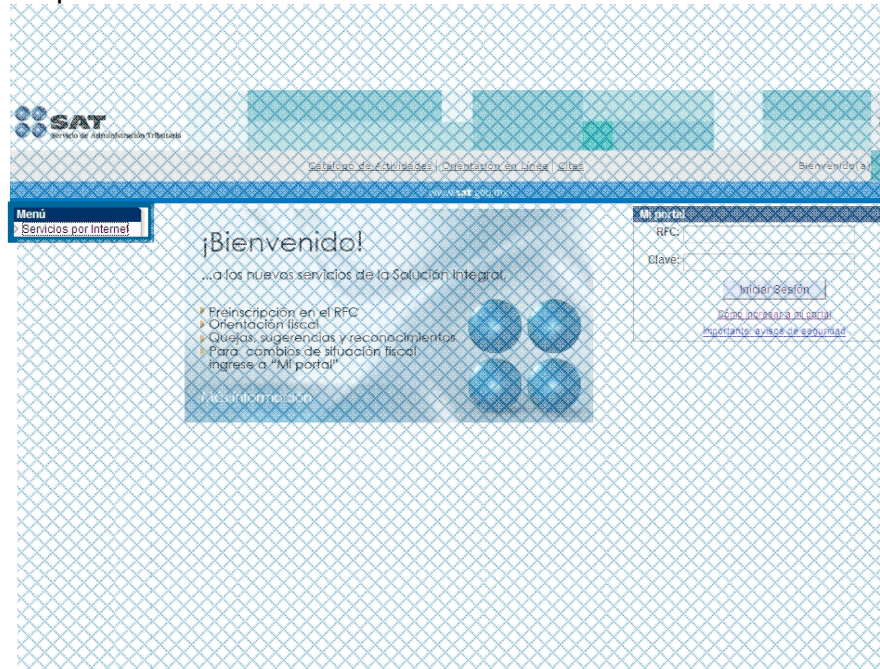 SAT
Servicio de Administración Tributaria
Catálogo de Actividades | Orientación en Línea | Citas
Bienvenido(a)
www.sat.gob.mx
Menú
Servicios por Internet
¡Bienvenido!
...a los nuevos servicios de la Solución Integral.
Preinscripción en el RFC
Orientación fiscal
Quejas, sugerencias y reconocimientos
Para cambios de situación fiscal
ingrese a "Mi portal"
Más información
Mi portal
RFC:
Clave:
Iniciar Sesión
Cómo ingresar a mi portal
Importante! avisos de seguridad